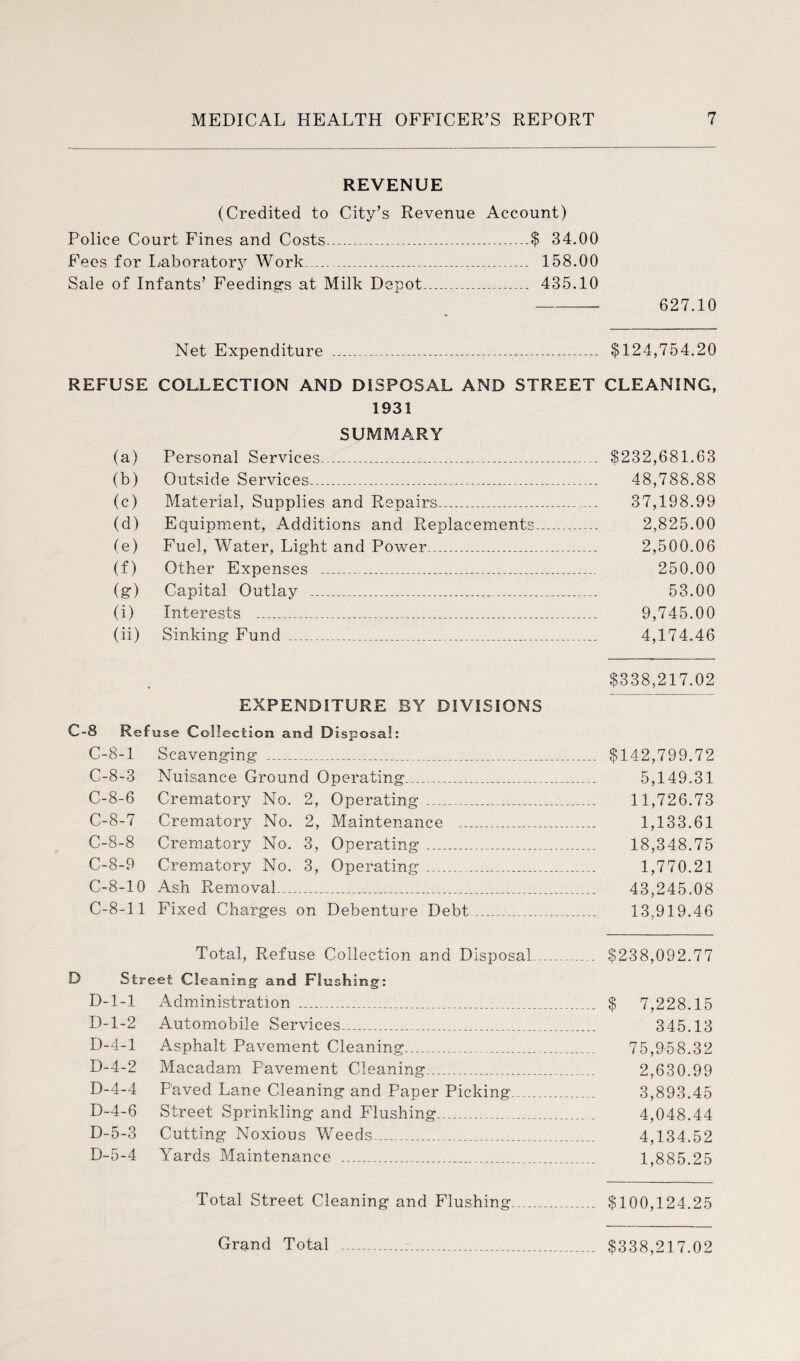 MEDICAL HEALTH OFFICER'S REPORT 7
REVENUE
(Credited to City's Revenue Account)
Police Court Fines and Costs $ 34.00
Fees for Laboratory Work 158.00
Sale of Infants' Feedings at Milk Depot 435.10
627.10
Net Expenditure $124,754.20
REFUSE COLLECTION AND DISPOSAL AND STREET CLEANING,
1931
SUMMARY
(a) Personal Services $232,681.63
(b) Outside Services 48,788.88
(c) Material, Supplies and Repairs 37,198.99
(d) Equipment, Additions and Replacements 2,825.00
(e) Fuel, Water, Light and Power 2,500.06
(f) Other Expenses 250.00
(g) Capital Outlay 53.00
(i) Interests 9,745.00
(ii) Sinking Fund 4,174.46
$338,217.02
EXPENDITURE BY DIVISIONS
C-8 Refuse Collection and Disposal:
C-8-1 Scavenging $142,799.72
C-8-3 Nuisance Ground Operating 5,149.31
C-8-6 Crematory No. 2, Operating 11,726.73
C-8-7 Crematory No. 2, Maintenance 1,133.61
C-8-8 Crematory No. 3, Operating 18,348.75
C-8-9 Crematory No. 3, Operating 1,770.21
C-8-10 Ash Removal 43,245.08
C-8-11 Fixed Charges on Debenture Debt 13,919.46
Total, Refuse Collection and Disposal $238,092.77
D Street Cleaning and Flushing:
D-1-1 Administration $ 7,228.15
D-1-2 Automobile Services 345.13
D-4-1 Asphalt Pavement Cleaning 75,958.32
D-4-2 Macadam Pavement Cleaning 2,630.99
D-4-4 Paved Lane Cleaning and Paper Picking 3,893.45
D-4-6 Street Sprinkling and Flushing 4,048.44
D-5-3 Cutting Noxious Weeds 4,134.52
D-5-4 Yards Maintenance 1,885.25
Total Street Cleaning and Flushing $100,124.25
Grand Total $338,217.02